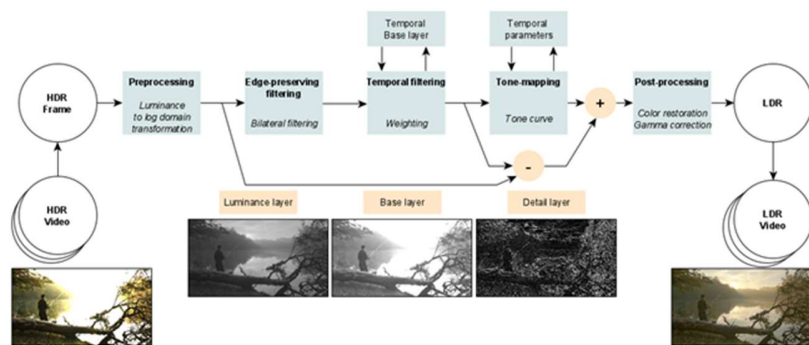 Temporal
Base layer
Temporal
parameters
HDR
Frame
Preprocessing
Luminance
to log domain
transformation
Edge-preserving
filtering
Bilateral filtering
Temporal filtering
Weighting
Tone-mapping
Tone curve
+
Post-processing
Color restoration
Gamma correction
LDR
-
HDR
Video
Luminance layer
Base layer
Detail layer
LDR
Video